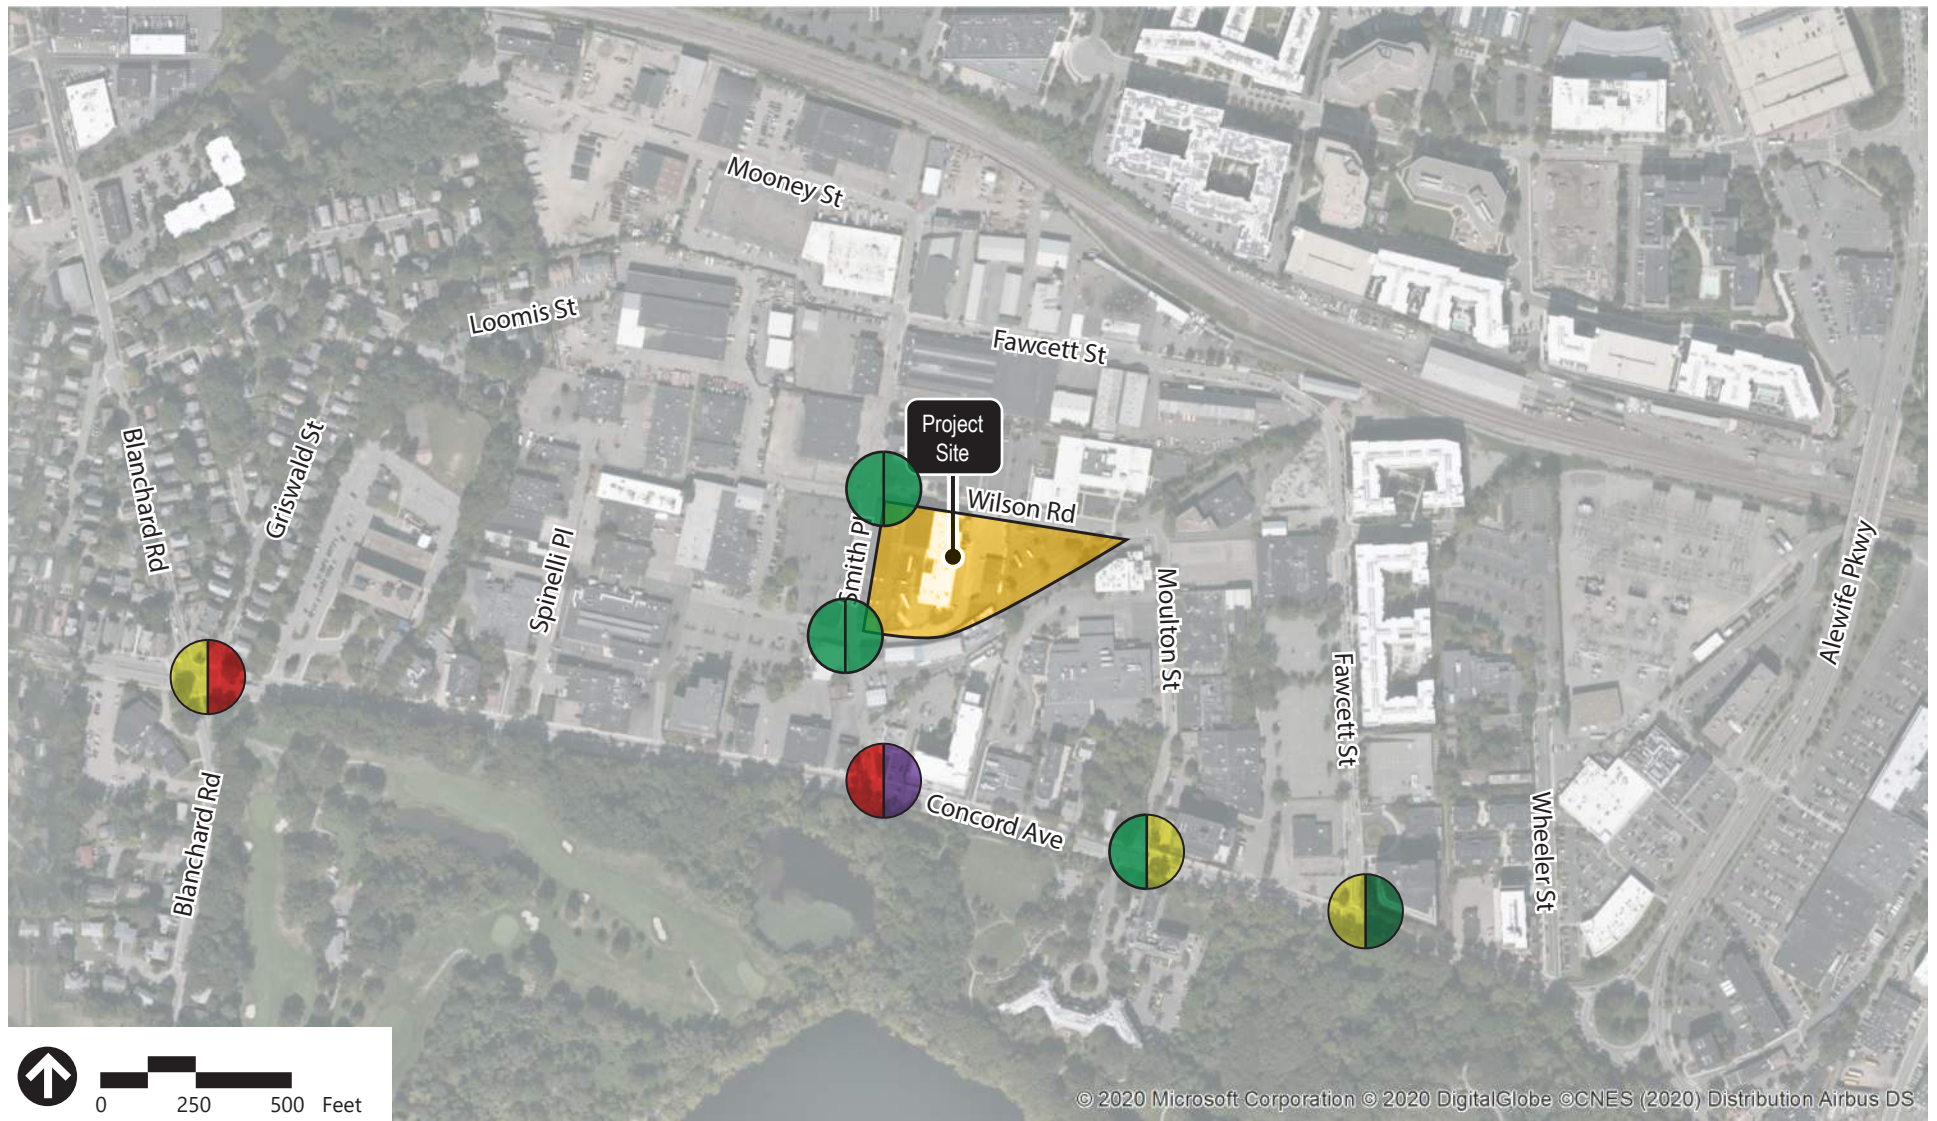 Mooney St
Loomis St
Fawcett St
Project
Site
Wilson Rd
Blanchard Rd
Griswald St
Spinelli Pl
Smith Pl
Moulton St
Fawcett St
Alewife Pkwy
Blanchard Rd
Concord Ave
Wheeler St
0 250 500 Feet
© 2020 Microsoft Corporation © 2020 DigitalGlobe ©CNES (2020) Distribution Airbus DS